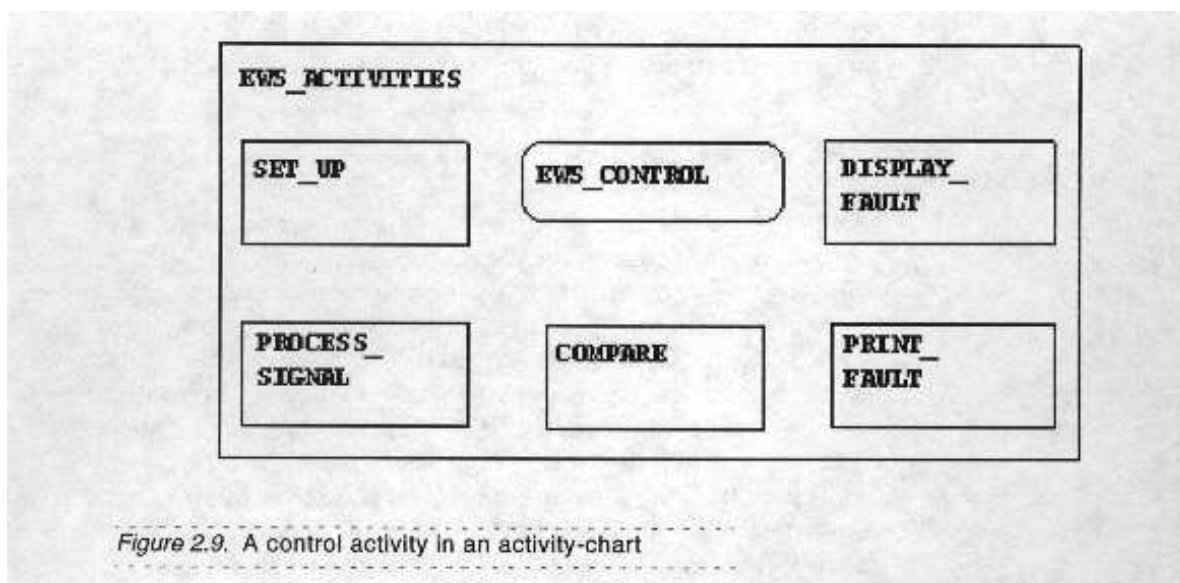 EWS_ACTIVITIES
SET_UP
EWS_CONTROL
DISPLAY_
FAULT
PROCESS_
SIGNAL
COMPARE
PRINT_
FAULT
Figure 2.9. A control activity in an activity-chart